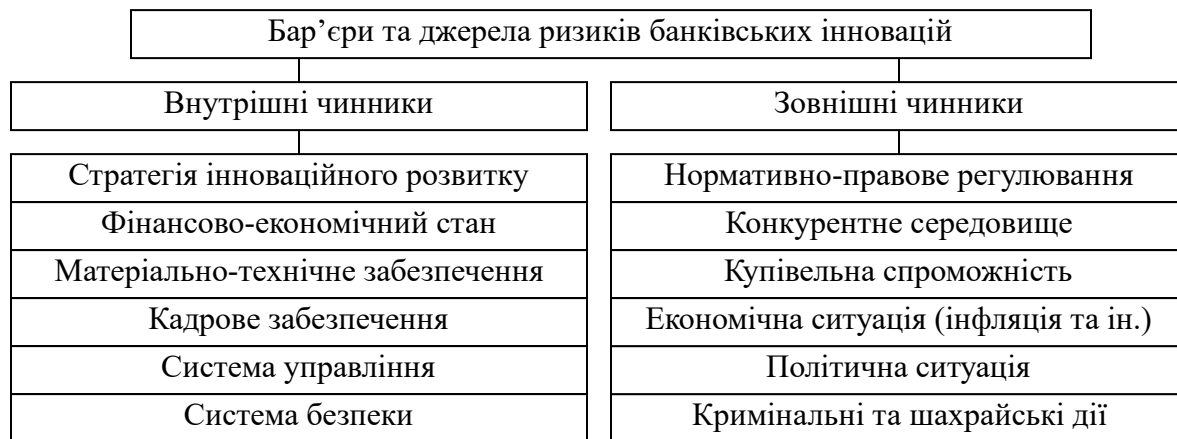 Бар’єри та джерела ризиків банківських інновацій
Внутрішні чинники
Стратегія інноваційного розвитку
Фінансово-економічний стан
Матеріально-технічне забезпечення
Кадрове забезпечення
Система управління
Система безпеки
Зовнішні чинники
Нормативно-правове регулювання
Конкурентне середовище
Купівельна спроможність
Економічна ситуація (інфляція та ін.)
Політична ситуація
Кримінальні та шахрайські дії